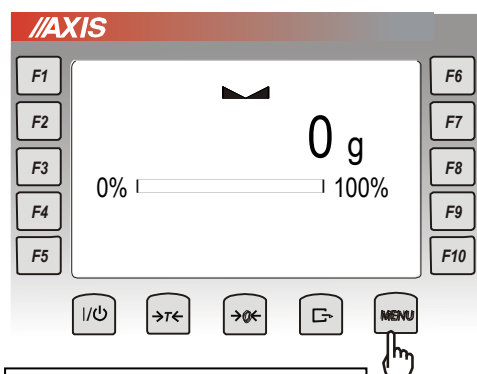 //AXIS
F1
F6
F2
F7
0 g
F3
F8
0% 100%
F4
F9
F5
F10
I/⏻ →T← →0← MENU